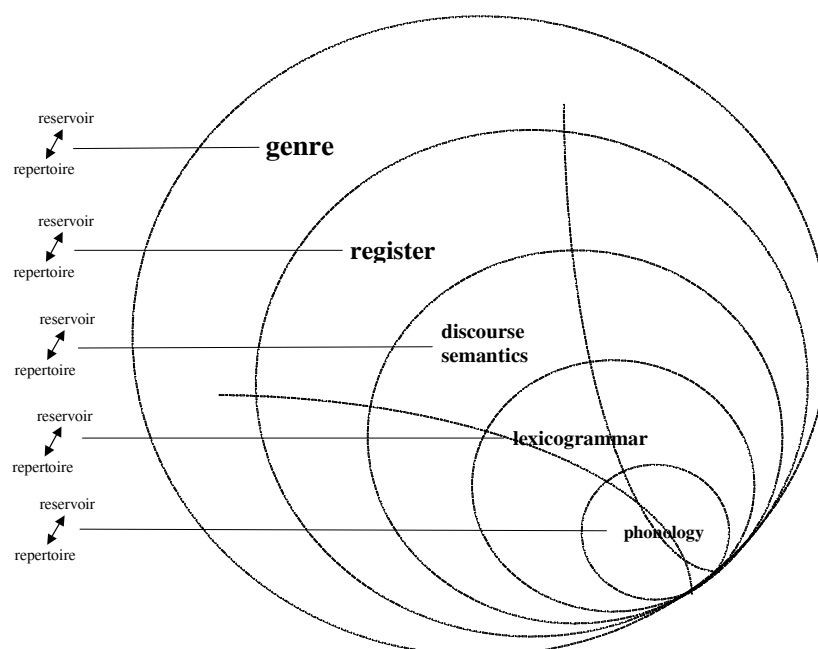 reservoir
genre
repertoire
reservoir
register
repertoire
reservoir
discourse
semantics
repertoire
reservoir
lexicogrammar
repertoire
reservoir
phonology
repertoire